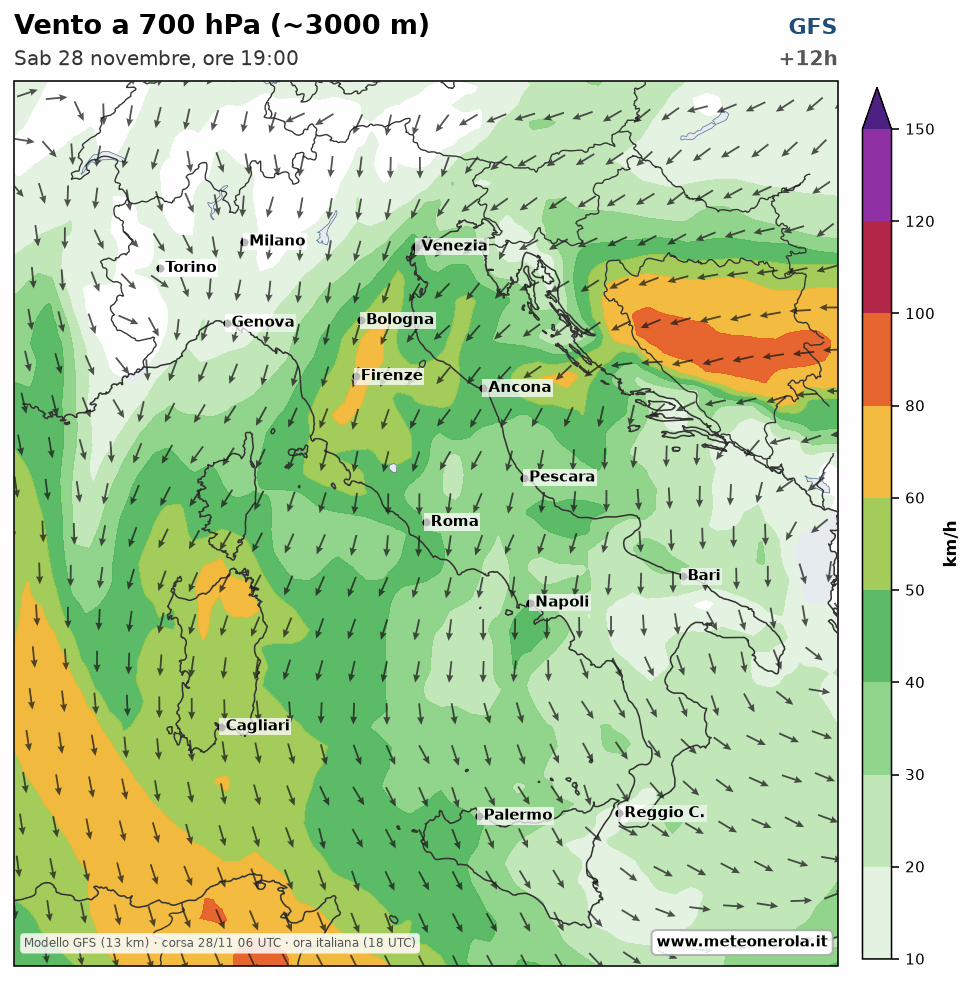 Vento a 700 hPa (~3000 m)
GFS
Sab 28 novembre, ore 19:00
+12h
Milano
Venezia
Torino
Genova
Bologna
Firenze
Ancona
Pescara
Roma
Bari
Napoli
Cagliari
Palermo
Reggio C.
150
120
100
80
60
50
40
30
20
10
km/h
Modello GFS (13 km) · corsa 28/11 06 UTC · ora italiana (18 UTC)
www.meteonerola.it